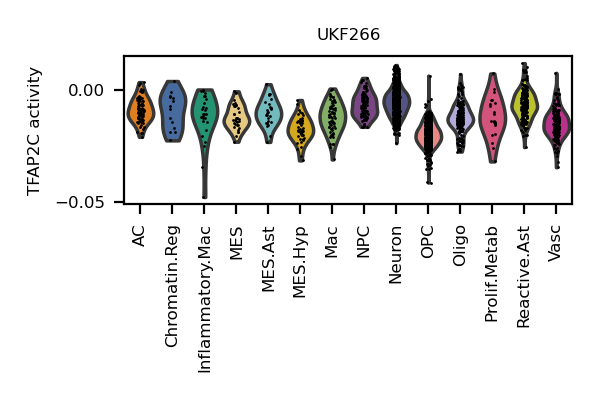 UKF266
TFAP2C activity
0.00
−0.05
AC
Chromatin.Reg
Inflammatory.Mac
MES
MES.Ast
MES.Hyp
Mac
NPC
Neuron
OPC
Oligo
Prolif.Metab
Reactive.Ast
Vasc